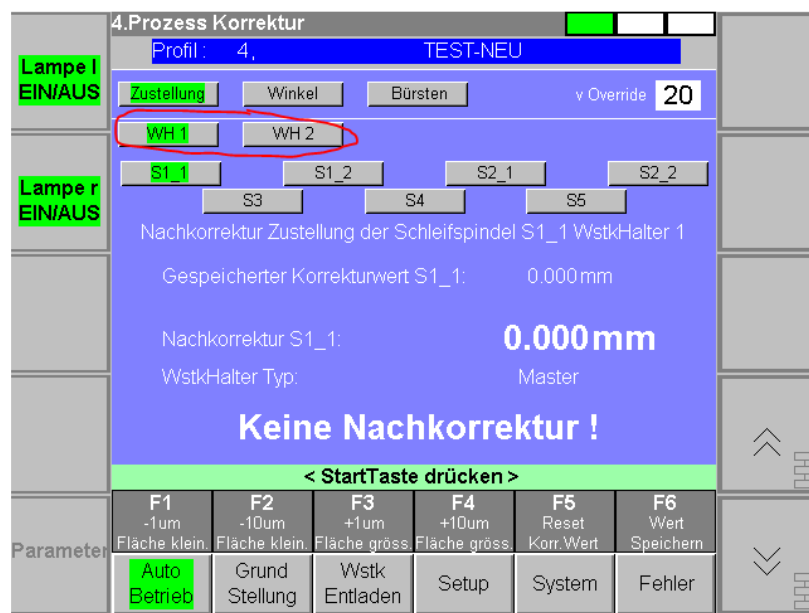 4.Prozess Korrektur
Profil : 4, TEST-NEU
Lampe l
EIN/AUS
Zustellung Winkel Bürsten v Override 20
WH 1 WH 2
S1_1 S1_2 S2_1 S2_2
Lampe r
EIN/AUS
S3 S4 S5
Nachkorrektur Zustellung der Schleifspindel S1_1 WstkHalter 1
Gespeicherter Korrekturwert S1_1: 0.000 mm
Nachkorrektur S1_1: 0.000mm
WstkHalter Typ: Master
Keine Nachkorrektur !
< StartTaste drücken >
F1 F2 F3 F4 F5 F6
-1um -10um +1um +10um Reset Wert
Fläche klein. Fläche klein. Fläche gröss. Fläche gröss. Korr.Wert Speichern
Parameter
Auto Grund Wstk Setup System Fehler
Betrieb Stellung Entladen